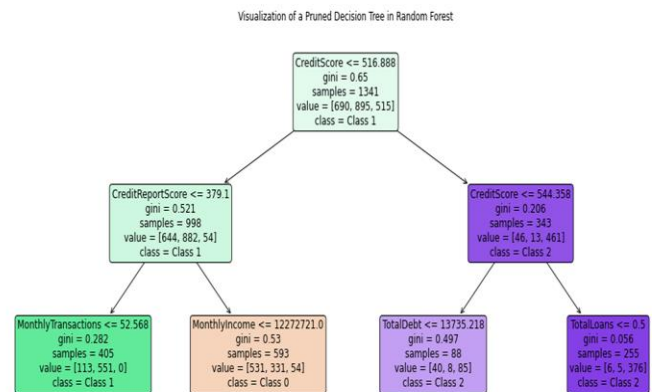 Visualization of a Pruned Decision Tree in Random Forest
CreditScore <= 516.888
gini = 0.65
samples = 1341
value = [690, 895, 515]
class = Class 1
CreditReportScore <= 379.1
gini = 0.521
samples = 998
value = [644, 882, 54]
class = Class 1
CreditScore <= 544.358
gini = 0.206
samples = 343
value = [46, 13, 461]
class = Class 2
MonthlyTransactions <= 52.568
gini = 0.282
samples = 405
value = [113, 551, 0]
class = Class 1
MonthlyIncome <= 12272721.0
gini = 0.53
samples = 593
value = [531, 331, 54]
class = Class 0
TotalDebt <= 13735.218
gini = 0.497
samples = 88
value = [40, 8, 85]
class = Class 2
TotalLoans <= 0.5
gini = 0.056
samples = 255
value = [6, 5, 376]
class = Class 2